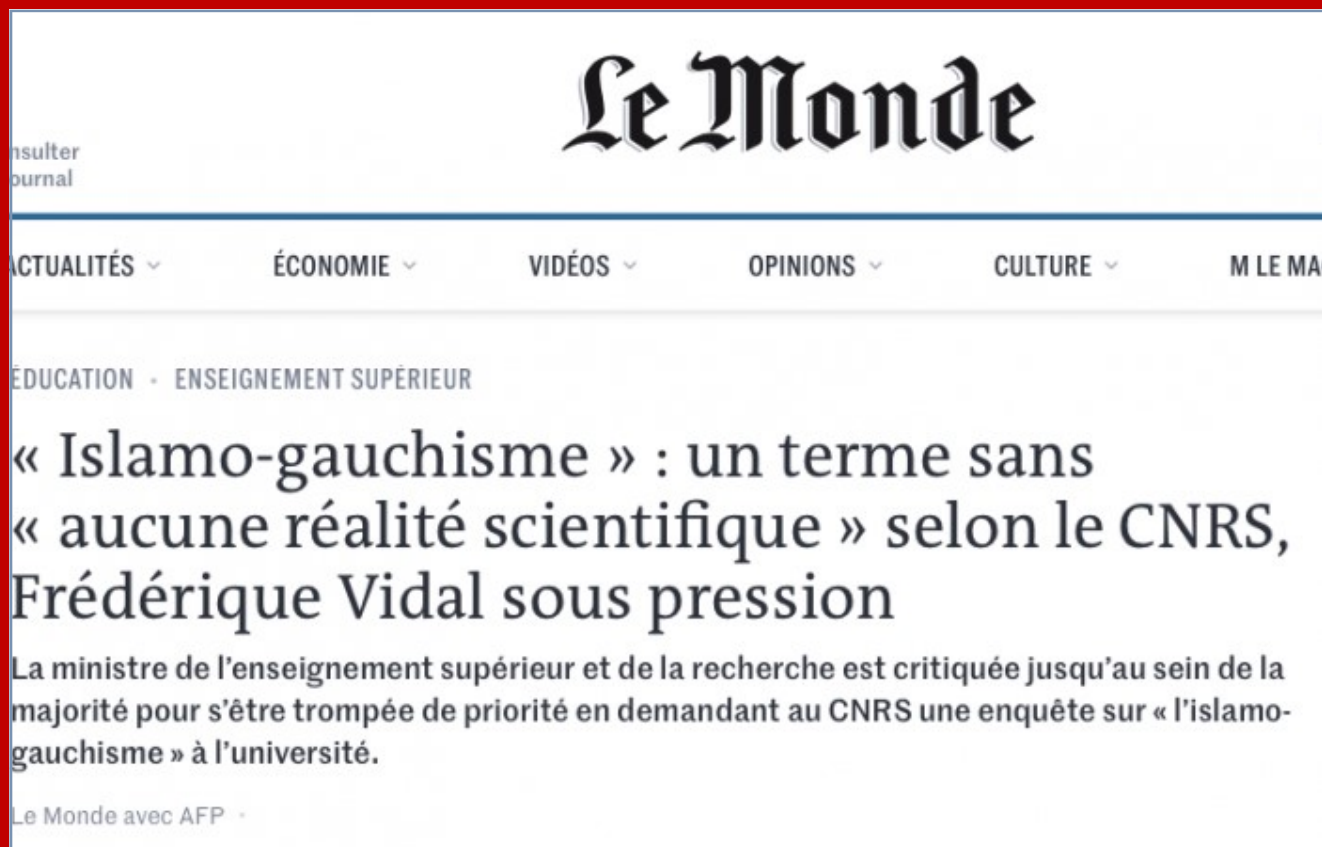 Le Monde
nsulter
ournal
ACTUALITÉS ÉCONOMIE VIDÉOS OPINIONS CULTURE M LE MA
ÉDUCATION • ENSEIGNEMENT SUPÉRIEUR
« Islamo-gauchisme » : un terme sans
« aucune réalité scientifique » selon le CNRS,
Frédérique Vidal sous pression
La ministre de l’enseignement supérieur et de la recherche est critiquée jusqu’au sein de la
majorité pour s’être trompée de priorité en demandant au CNRS une enquête sur « l’islamo-
gauchisme » à l’université.
Le Monde avec AFP •